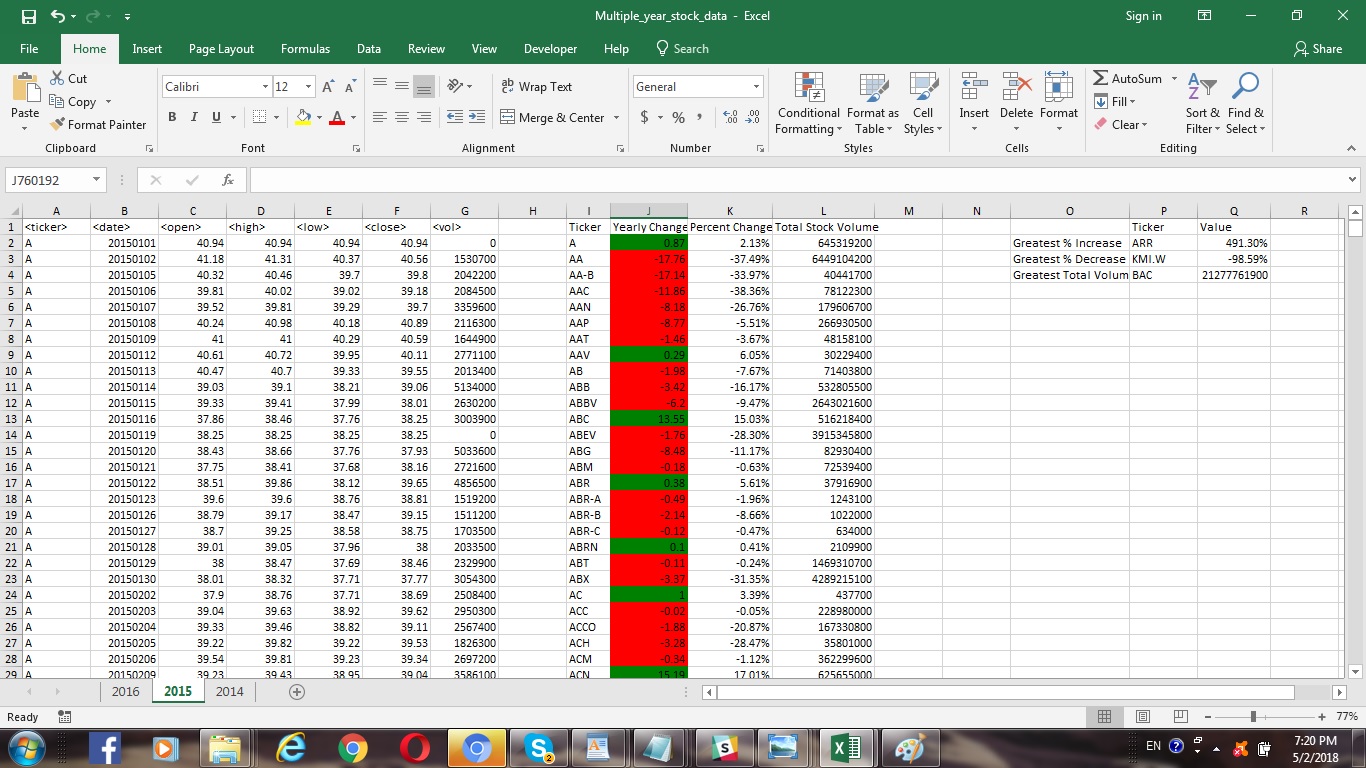 Multiple_year_stock_data - Excel
Sign in
File Home Insert Page Layout Formulas Data Review View Developer Help Search Share
Paste Cut Copy Format Painter Clipboard
Calibri 12 B I U A Font
Wrap Text Merge & Center Alignment
General $ % Number
Conditional Formatting Format as Table Cell Styles Styles
Insert Delete Format Cells
AutoSum Fill Clear Sort & Filter Find & Select Editing
J760192 fx
A B C D E F G H I J K L M N O P Q R
1 <ticker> <date> <open> <high> <low> <close> <vol> Ticker Yearly Change Percent Change Total Stock Volume Ticker Value
2 A 20150101 40.94 40.94 40.94 40.94 0 A 0.87 2.13% 645319200 Greatest % Increase ARR 491.30%
3 A 20150102 41.18 41.31 40.37 40.56 1530700 AA -17.76 -37.49% 6449104200 Greatest % Decrease KMI.W -98.59%
4 A 20150105 40.32 40.46 39.7 39.8 2042200 AA-B -17.14 -33.97% 40441700 Greatest Total Volum BAC 21277761900
5 A 20150106 39.81 40.02 39.02 39.18 2084500 AAC -11.86 -38.36% 78122300
6 A 20150107 39.52 39.81 39.29 39.7 3359600 AAN -8.18 -26.76% 179606700
7 A 20150108 40.24 40.98 40.18 40.89 2116300 AAP -8.77 -5.51% 266930500
8 A 20150109 41 41 40.29 40.59 1644900 AAT -1.46 -3.67% 48158100
9 A 20150112 40.61 40.72 39.95 40.11 2771100 AAV 0.29 6.05% 30229400
10 A 20150113 40.47 40.7 39.33 39.55 2013400 AB -1.98 -7.67% 71403800
11 A 20150114 39.03 39.1 38.21 39.06 5134000 ABB -3.42 -16.17% 532805500
12 A 20150115 39.33 39.41 37.99 38.01 2630200 ABBV -6.2 -9.47% 2643021600
13 A 20150116 37.86 38.46 37.76 38.25 3003900 ABC 13.55 15.03% 516218400
14 A 20150119 38.25 38.25 38.25 38.25 0 ABEV -1.76 -28.30% 3915345800
15 A 20150120 38.43 38.66 37.76 37.93 5033600 ABG -8.48 -11.17% 82930400
16 A 20150121 37.75 38.41 37.68 38.16 2721600 ABM -0.18 -0.63% 72539400
17 A 20150122 38.51 39.86 38.12 39.65 4856500 ABR 0.38 5.61% 37916900
18 A 20150123 39.6 39.6 38.76 38.81 1519200 ABR-A -0.49 -1.96% 1243100
19 A 20150126 38.79 39.17 38.47 39.15 1511200 ABR-B -2.14 -8.66% 1022000
20 A 20150127 38.7 39.25 38.58 38.75 1703500 ABR-C -0.12 -0.47% 634000
21 A 20150128 39.01 39.05 37.96 38 2033500 ABRN 0.1 0.41% 2109900
22 A 20150129 38 38.47 37.69 38.46 2329900 ABT -0.11 -0.24% 1469310700
23 A 20150130 38.01 38.32 37.71 37.77 3054300 ABX -3.37 -31.35% 4289215100
24 A 20150202 37.9 38.76 37.71 38.69 2508400 AC 1 3.39% 437700
25 A 20150203 39.04 39.63 38.92 39.62 2950300 ACC -0.02 -0.05% 228980000
26 A 20150204 39.33 39.46 38.82 39.11 2567400 ACCO -1.88 -20.87% 167330800
27 A 20150205 39.22 39.82 39.22 39.53 1826300 ACH -3.28 -28.47% 35801000
28 A 20150206 39.54 39.81 39.23 39.34 2697200 ACM -0.34 -1.12% 362299600
29 A 20150209 39.23 39.43 38.95 39.04 3586100 ACN 15.19 17.01% 625655000
2016 2015 2014
Ready 77%
EN 7:20 PM
5/2/2018